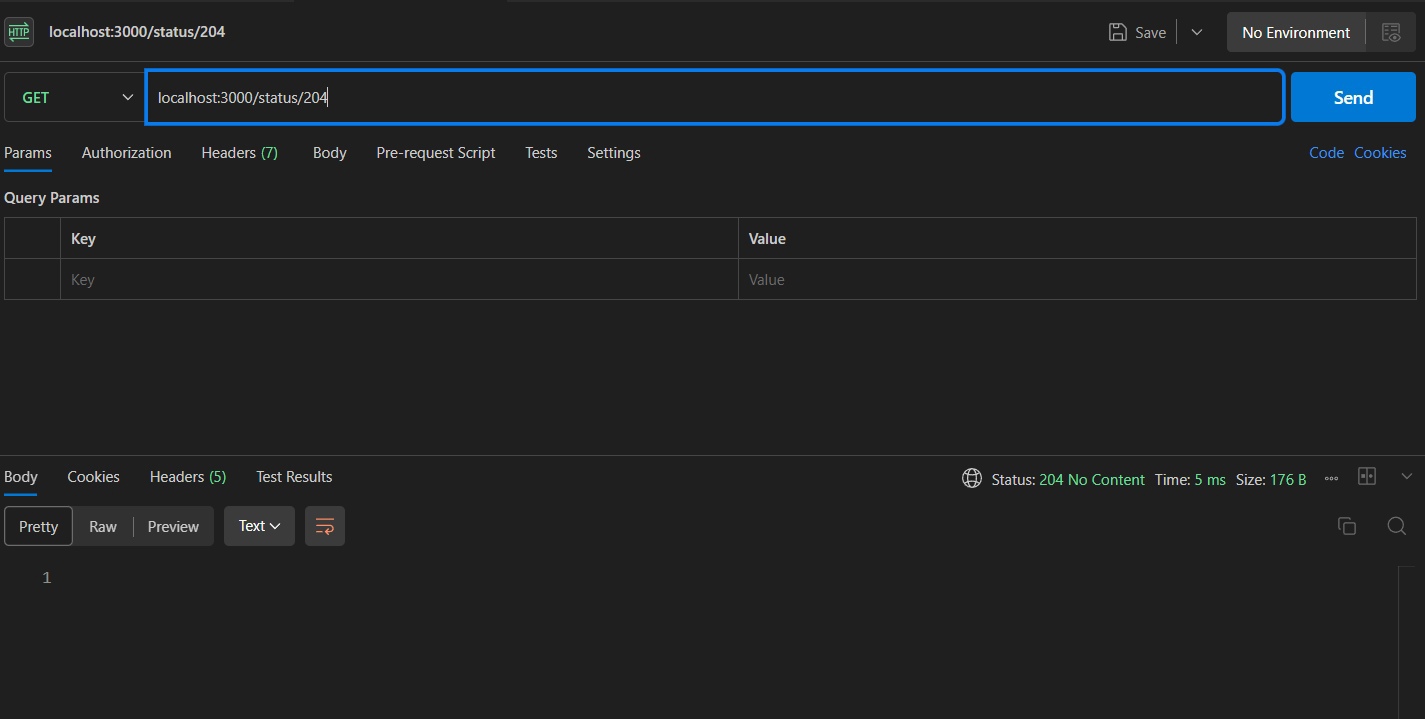 HTTP localhost:3000/status/204 Save No Environment
GET localhost:3000/status/204 Send
Params Authorization Headers (7) Body Pre-request Script Tests Settings Code Cookies
Query Params
Key Value
Key Value
Body Cookies Headers (5) Test Results Status: 204 No Content Time: 5 ms Size: 176 B
Pretty Raw Preview Text
1